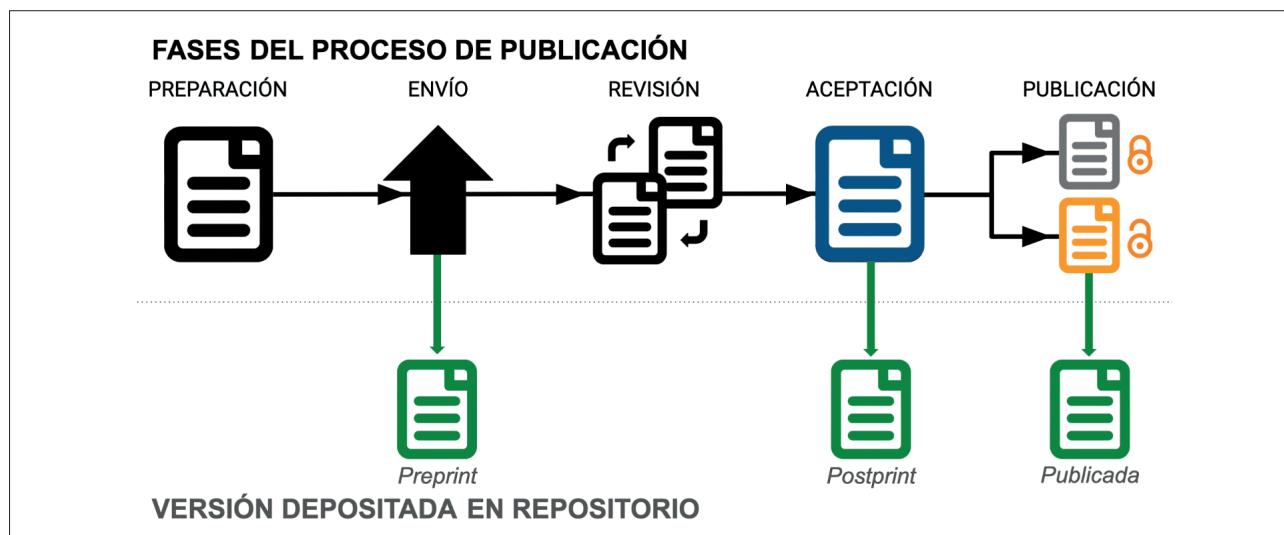 FASES DEL PROCESO DE PUBLICACIÓN
PREPARACIÓN
ENVÍO
REVISIÓN
ACEPTACIÓN
PUBLICACIÓN
Preprint
Postprint
Publicada
VERSIÓN DEPOSITADA EN REPOSITORIO